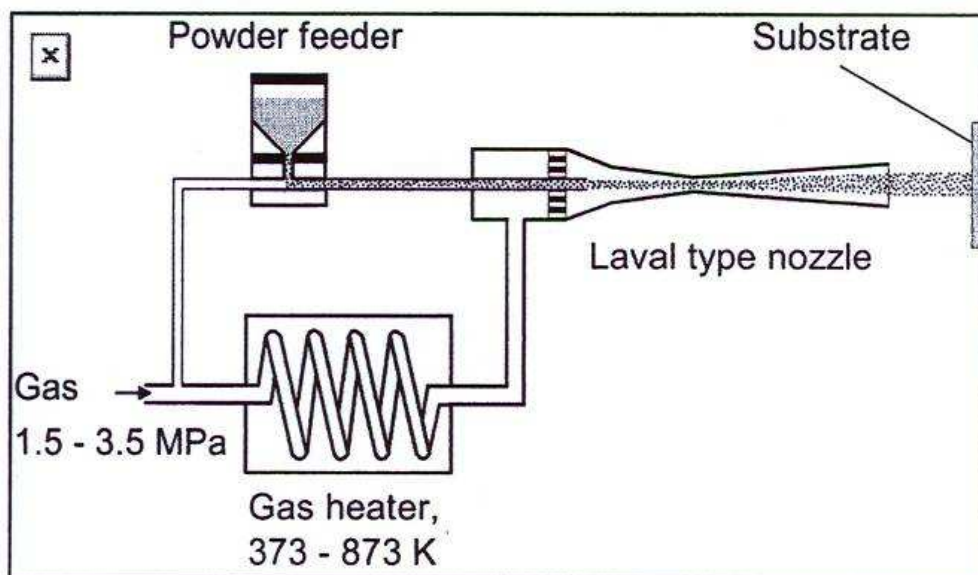 Powder feeder
Substrate
Laval type nozzle
Gas
1.5 - 3.5 MPa
Gas heater,
373 - 873 K